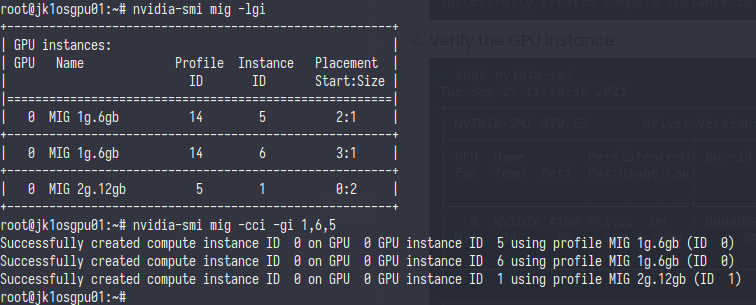 root@jk1osgpu01:~# nvidia-smi mig -lgi
+-------------------------------------------------------+
| GPU instances:                                        |
| GPU   Name             Profile  Instance   Placement  |
|                          ID       ID       Start:Size |
|=======================================================|
|   0  MIG 1g.6gb          14        5          2:1     |
+-------------------------------------------------------+
|   0  MIG 1g.6gb          14        6          3:1     |
+-------------------------------------------------------+
|   0  MIG 2g.12gb          5        1          0:2     |
+-------------------------------------------------------+
root@jk1osgpu01:~# nvidia-smi mig -cci -gi 1,6,5
Successfully created compute instance ID  0 on GPU  0 GPU instance ID  5 using profile MIG 1g.6gb (ID  0)
Successfully created compute instance ID  0 on GPU  0 GPU instance ID  6 using profile MIG 1g.6gb (ID  0)
Successfully created compute instance ID  0 on GPU  0 GPU instance ID  1 using profile MIG 2g.12gb (ID  1)
root@jk1osgpu01:~#
4. Verify the GPU instance:
sudo nvidia-smi
Tue Sep 21 11:19:36 2021
NVIDIA-SMI 470.63
Driver Version
GPU  Name        Persistence-M| Bus-Id
Fan  Temp  Perf  Pwr:Usage/Cap|
0  NVIDIA A100-PCI...  On